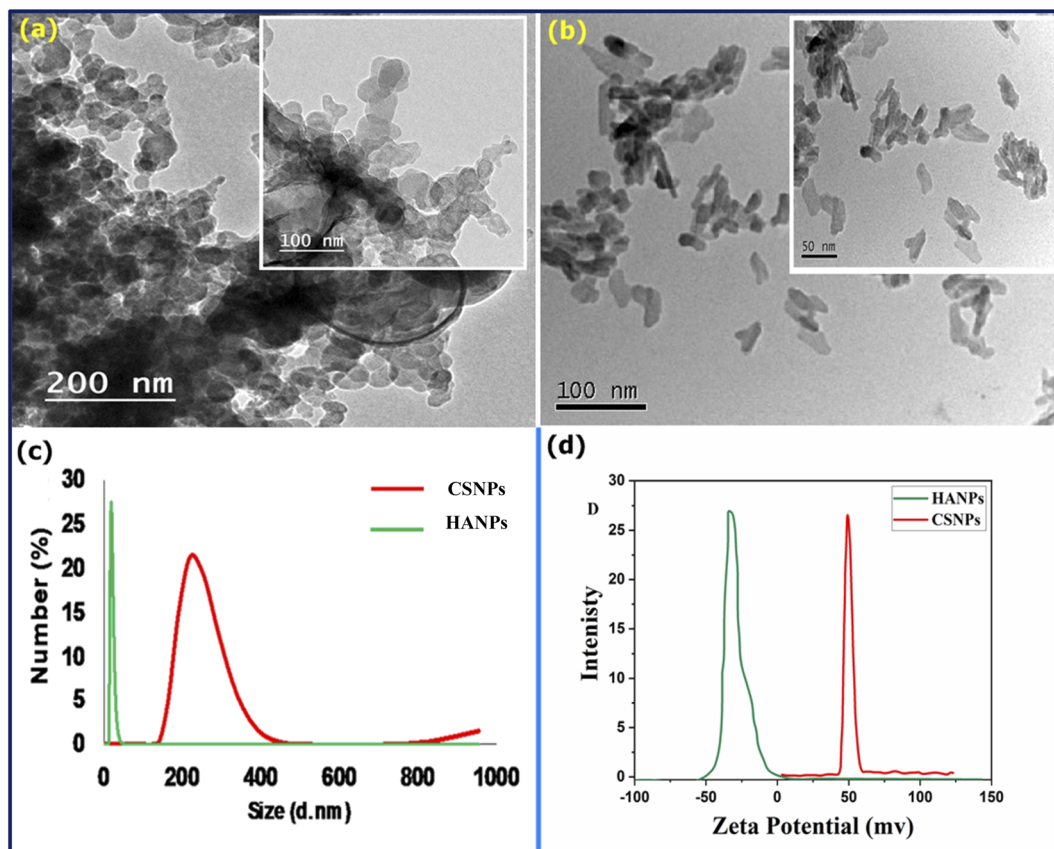 (a)
100 nm
200 nm
(b)
50 nm
100 nm
(c)
30
25
20
15
10
5
0
Number (%)
CSNPs
HANPs
0 200 400 600 800 1000
Size (d.nm)
(d)
30
25
20
15
10
5
0
D
Intenisty
HANPs
CSNPs
-100 -50 0 50 100 150
Zeta Potential (mv)